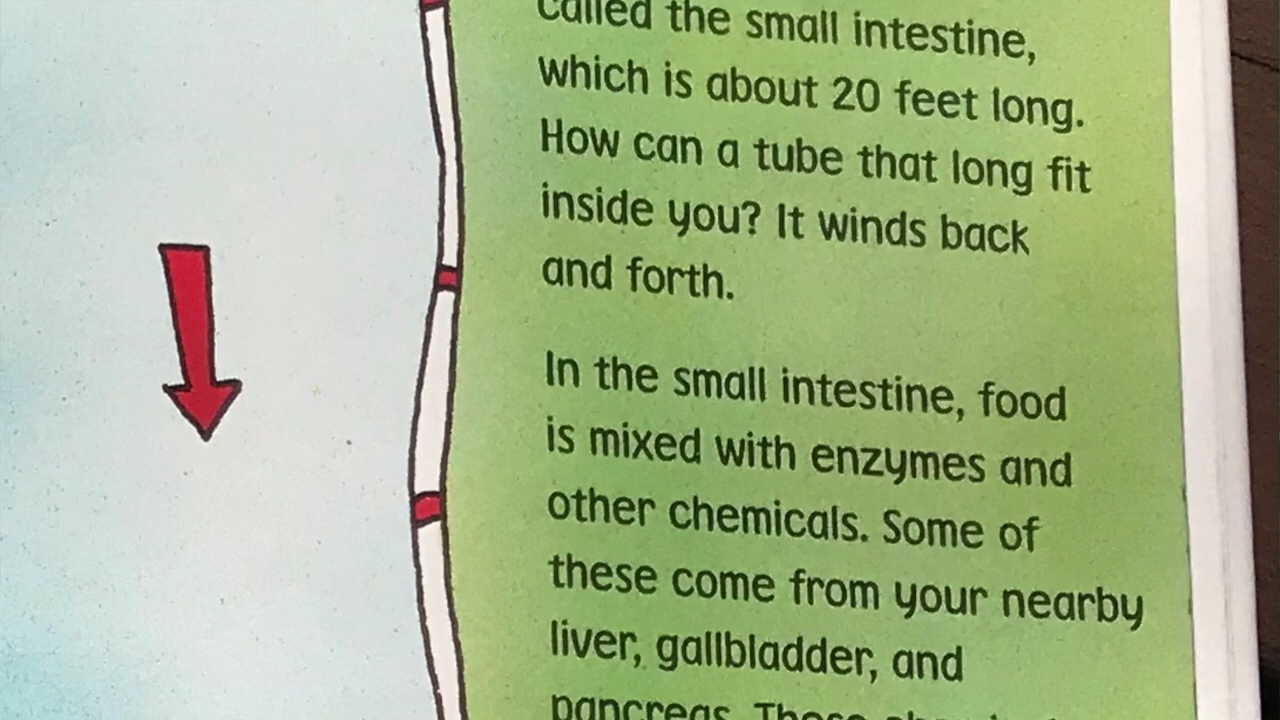 called the small intestine,
which is about 20 feet long.
How can a tube that long fit
inside you? It winds back
and forth.
In the small intestine, food
is mixed with enzymes and
other chemicals. Some of
these come from your nearby
liver, gallbladder, and
pancreas.